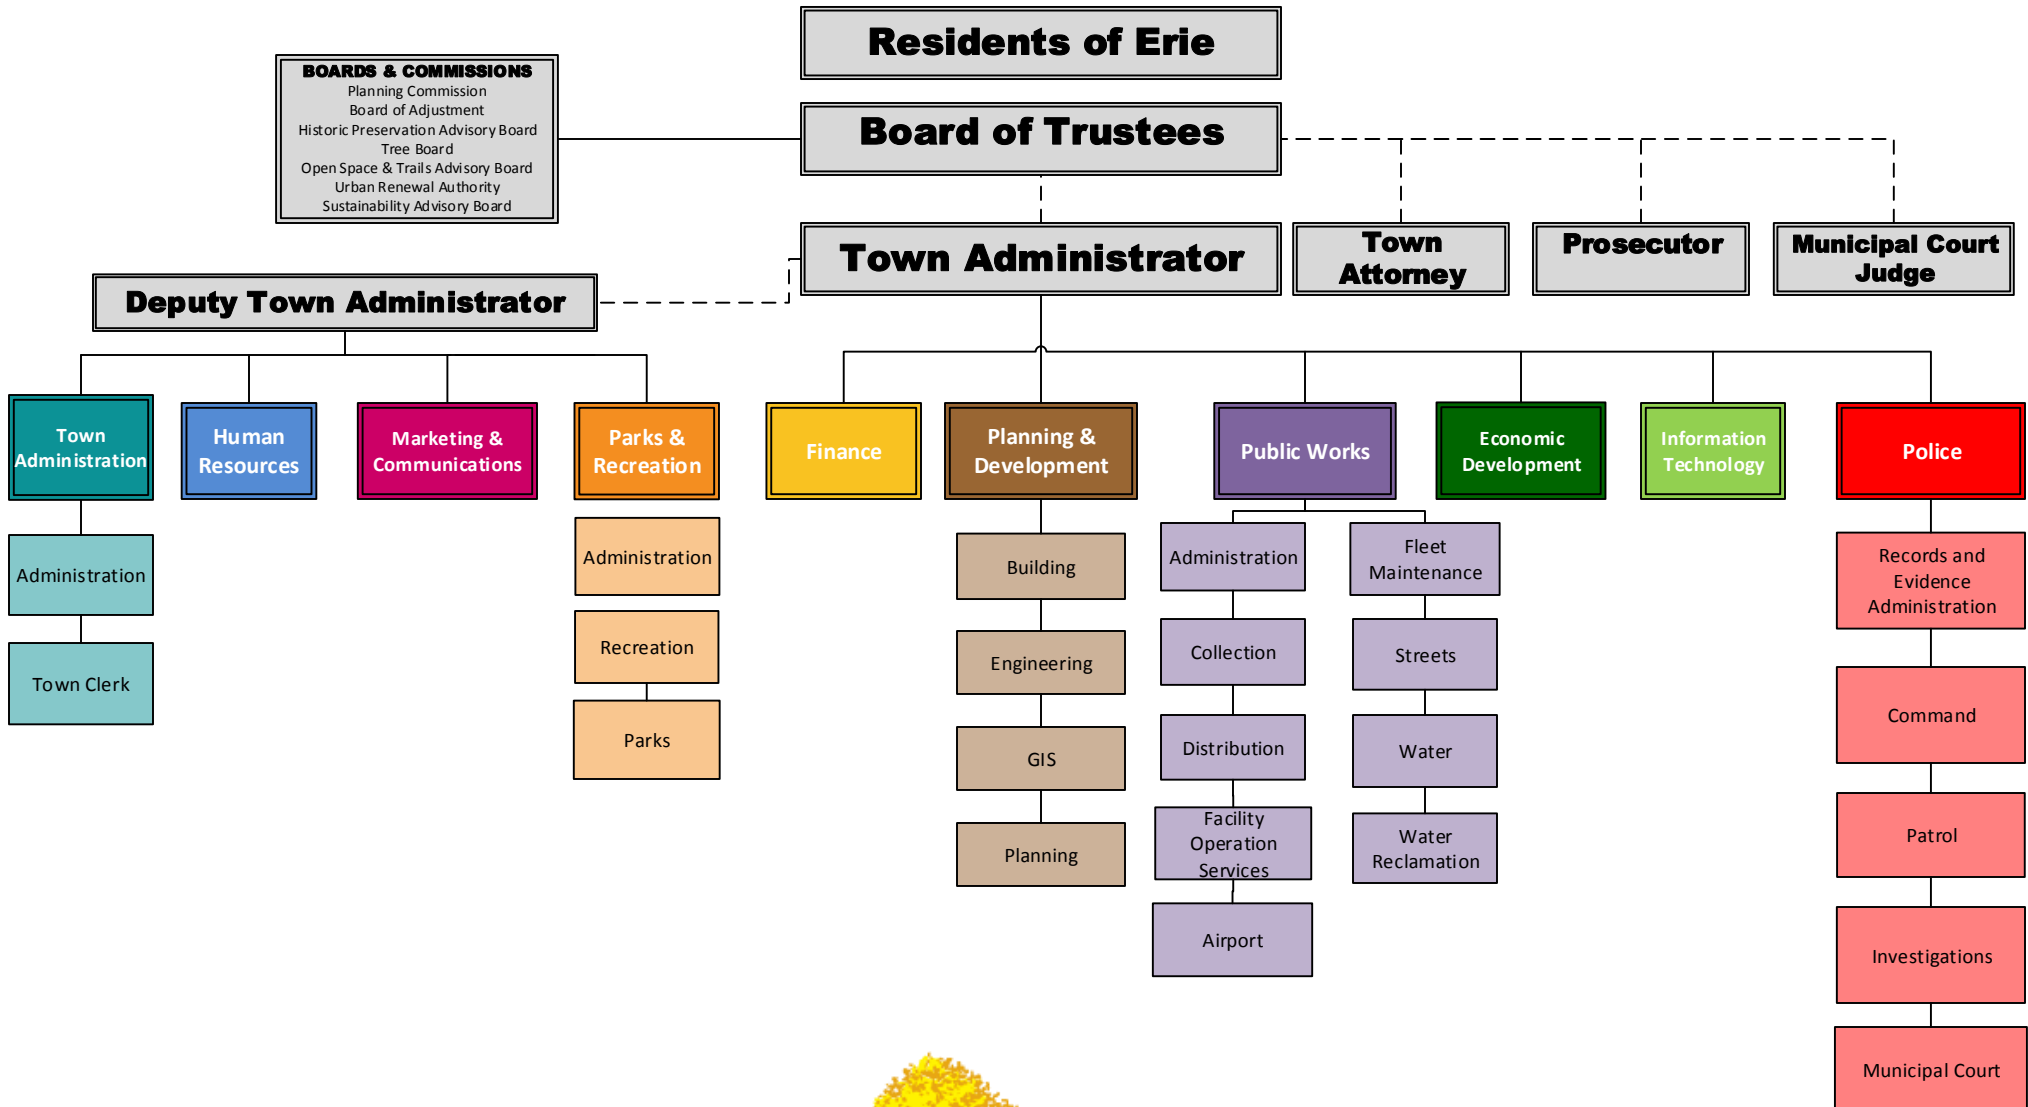 Residents of Erie
BOARDS & COMMISSIONS
Planning Commission
Board of Adjustment
Historic Preservation Advisory Board
Tree Board
Open Space & Trails Advisory Board
Urban Renewal Authority
Sustainability Advisory Board
Board of Trustees
Town Administrator
Town
Attorney
Prosecutor
Municipal Court
Judge
Deputy Town Administrator
Town
Administration
Human
Resources
Marketing &
Communications
Parks &
Recreation
Finance
Planning &
Development
Public Works
Economic
Development
Information
Technology
Police
Administration
Town Clerk
Administration
Recreation
Parks
Building
Engineering
GIS
Planning
Administration
Collection
Distribution
Facility
Operation
Services
Airport
Fleet
Maintenance
Streets
Water
Water
Reclamation
Records and
Evidence
Administration
Command
Patrol
Investigations
Municipal Court